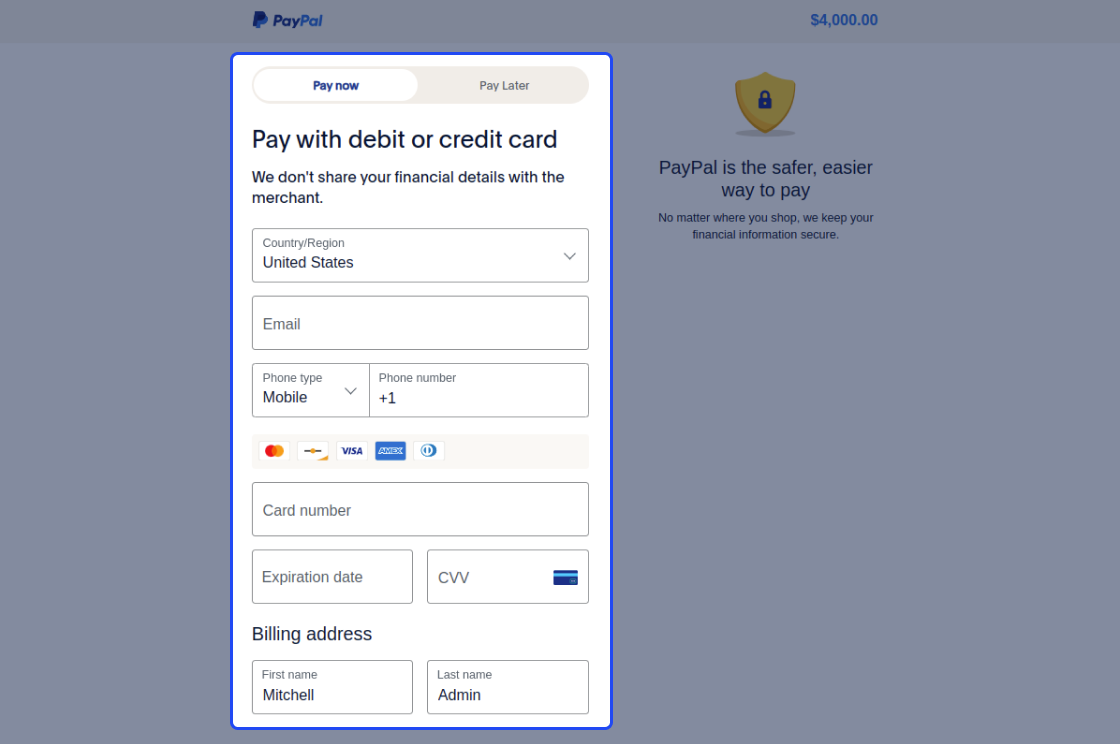 PayPal
$4,000.00
Pay now
Pay Later
Pay with debit or credit card
We don't share your financial details with the
merchant.
Country/Region
United States
Email
Phone type
Mobile
Phone number
+1
VISA
AMEX
Card number
Expiration date
CVV
Billing address
First name
Mitchell
Last name
Admin
PayPal is the safer, easier
way to pay
No matter where you shop, we keep your
financial information secure.